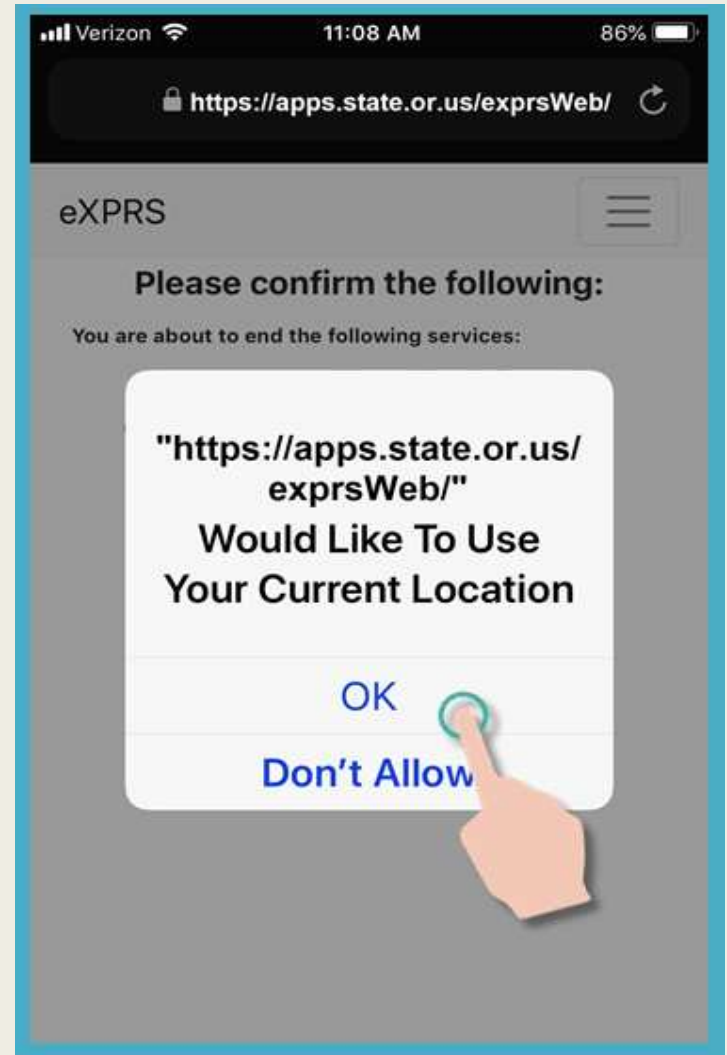 Verizon 11:08 AM 86%
https://apps.state.or.us/exprsWeb/
eXPRS
Please confirm the following:
You are about to end the following services:
"https://apps.state.or.us/
exprsWeb/"
Would Like To Use
Your Current Location
OK
Don't Allow